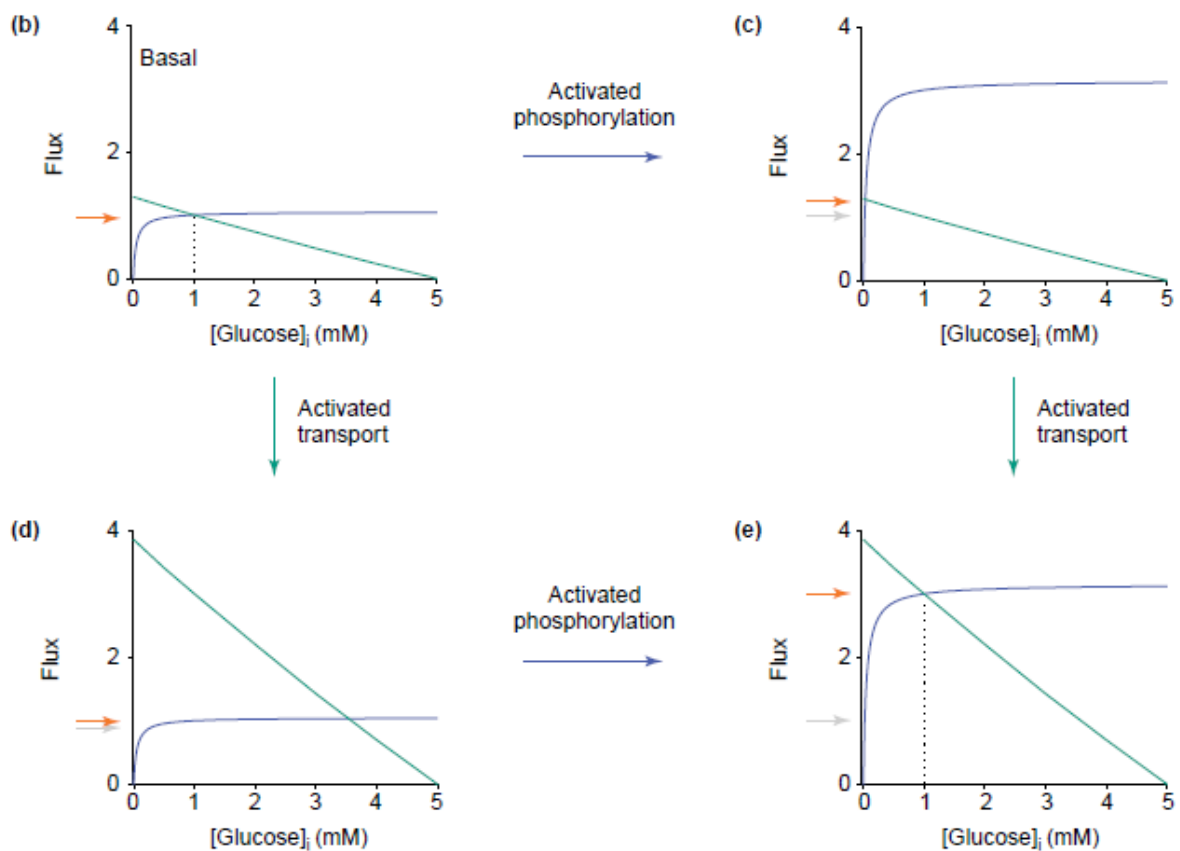 (b)
4
Basal
2
0
Flux
0 1 2 3 4 5
[Glucose]i (mM)
Activated
phosphorylation
(c)
4
2
0
Flux
0 1 2 3 4 5
[Glucose]i (mM)
Activated
transport
Activated
transport
(d)
4
2
0
Flux
0 1 2 3 4 5
[Glucose]i (mM)
Activated
phosphorylation
(e)
4
2
0
Flux
0 1 2 3 4 5
[Glucose]i (mM)